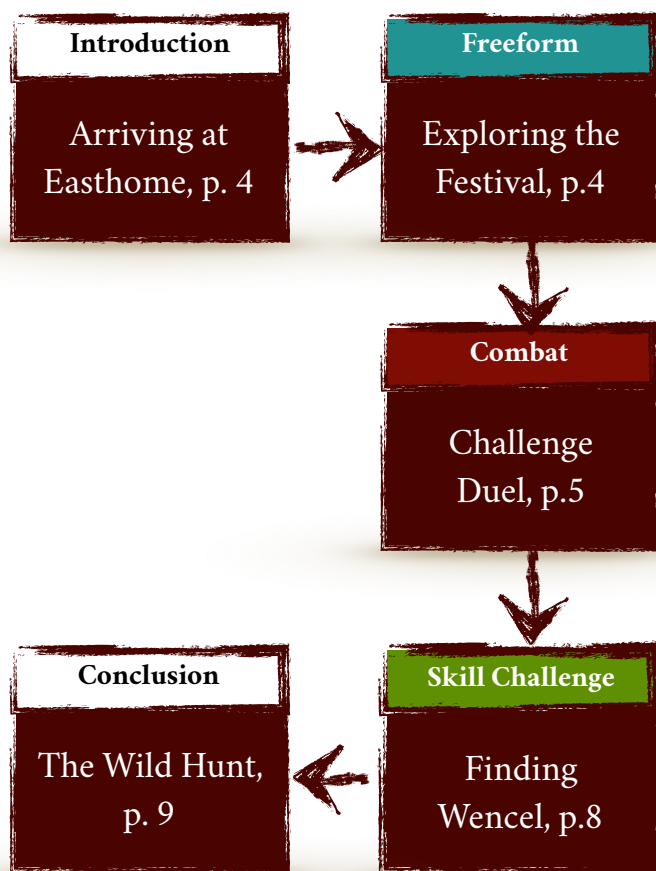 Introduction
Arriving at
Easthome, p. 4
Freeform
Exploring the
Festival, p.4
Combat
Challenge
Duel, p.5
Skill Challenge
Finding
Wencel, p.8
Conclusion
The Wild Hunt,
p. 9